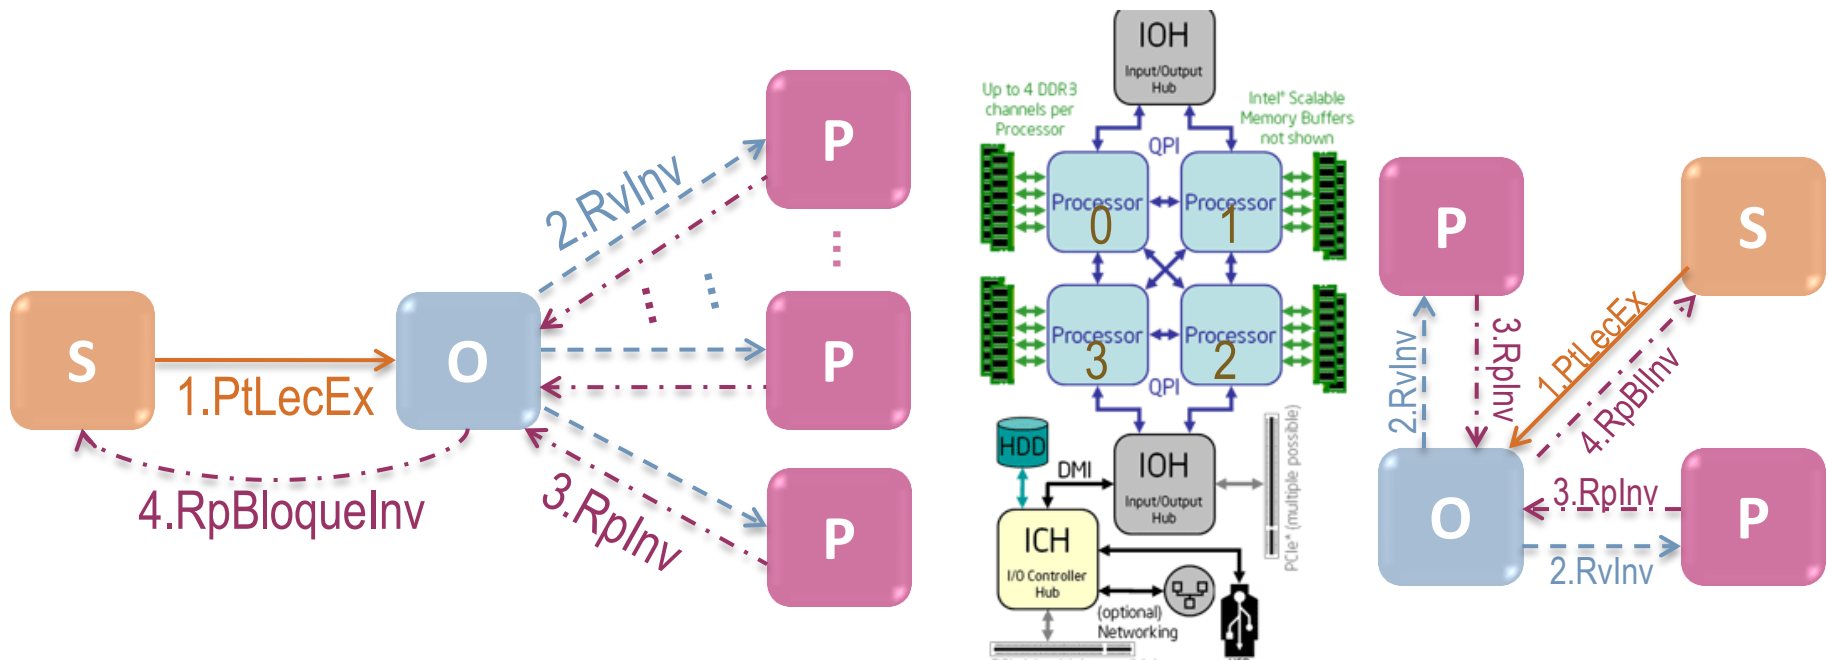 S
1.PtLecEx
O
4.RpBloqueInv
2.RvInv
P
P
3.RpInv
P
IOH
Input/Output
Hub
Up to 4 DDR3
channels per
Processor
Intel® Scalable
Memory Buffers
not shown
QPI
Processor
0
Processor
1
Processor
3
Processor
2
QPI
HDD
DMI
IOH
Input/Output
Hub
PCIe* (multiple possible)
ICH
I/O Controller
Hub
(optional)
Networking
P
S
2.RvInv
3.RpInv
1.PtLecEx
4.RpBlInv
O
3.RpInv
P
2.RvInv